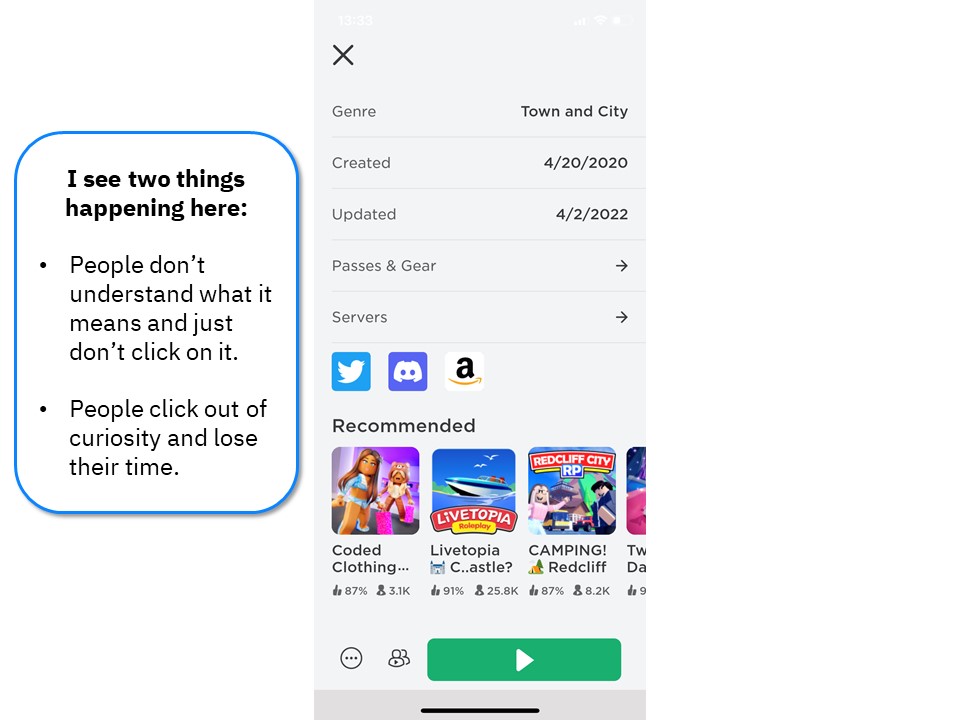 I see two things
happening here:
• People don’t
understand what it
means and just
don’t click on it.
• People click out of
curiosity and lose
their time.
13:33
Genre Town and City
Created 4/20/2020
Updated 4/2/2022
Passes & Gear →
Servers →
a
Recommended
LIVETOPIA
Roleplay
REDCLIFF CITY
RP
Coded
Clothing...
Livetopia
🏰 C..astle?
CAMPING!
🏕️ Redcliff
Tw
Da
87% 3.1K
91% 25.8K
87% 8.2K
9